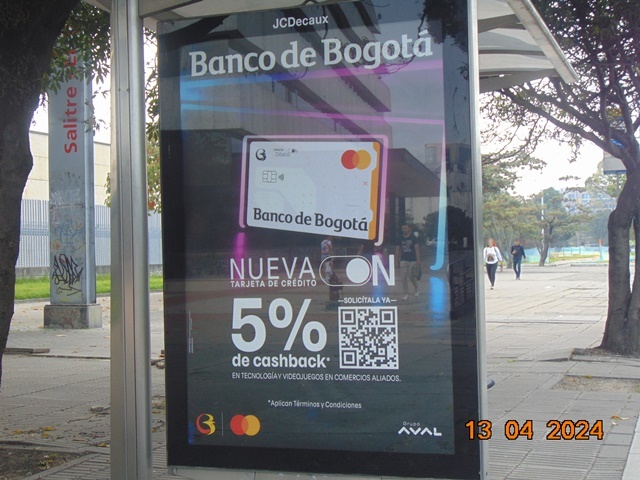 JCDecaux
Banco de Bogotá
Salitre
Banco de Bogotá
NUEVA ON
TARJETA DE CRÉDITO
5%
SOLICÍTALA YA
de cashback*
EN TECNOLOGÍA Y VIDEOJUEGOS EN COMERCIOS ALIADOS.
*Aplican Términos y Condiciones
Grupo
AVAL
13 04 2024